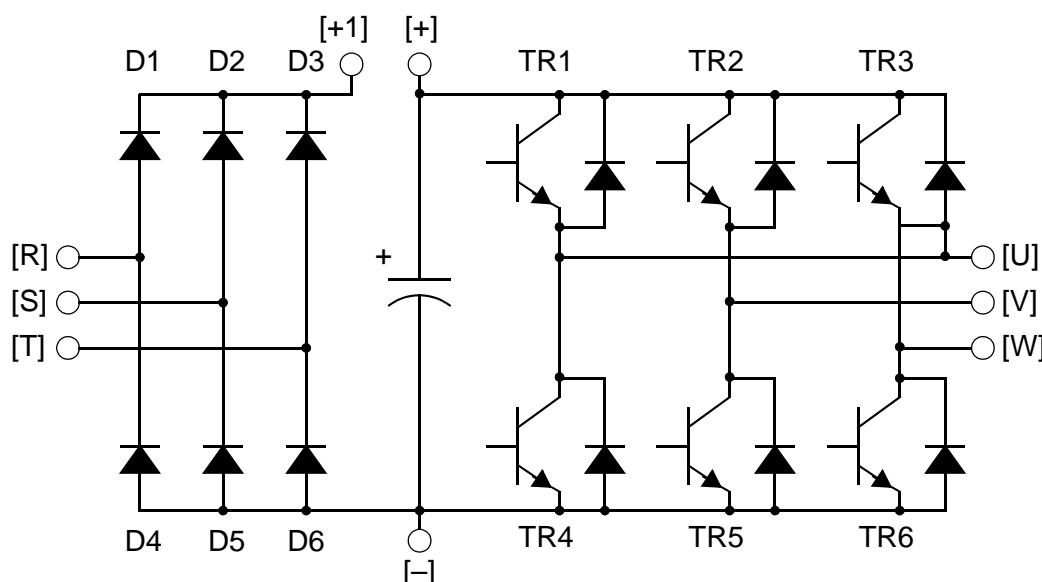 [+1] [+]
D1 D2 D3 TR1 TR2 TR3
[R] + [U]
[S] [V]
[T] [W]
D4 D5 D6 TR4 TR5 TR6
[–]